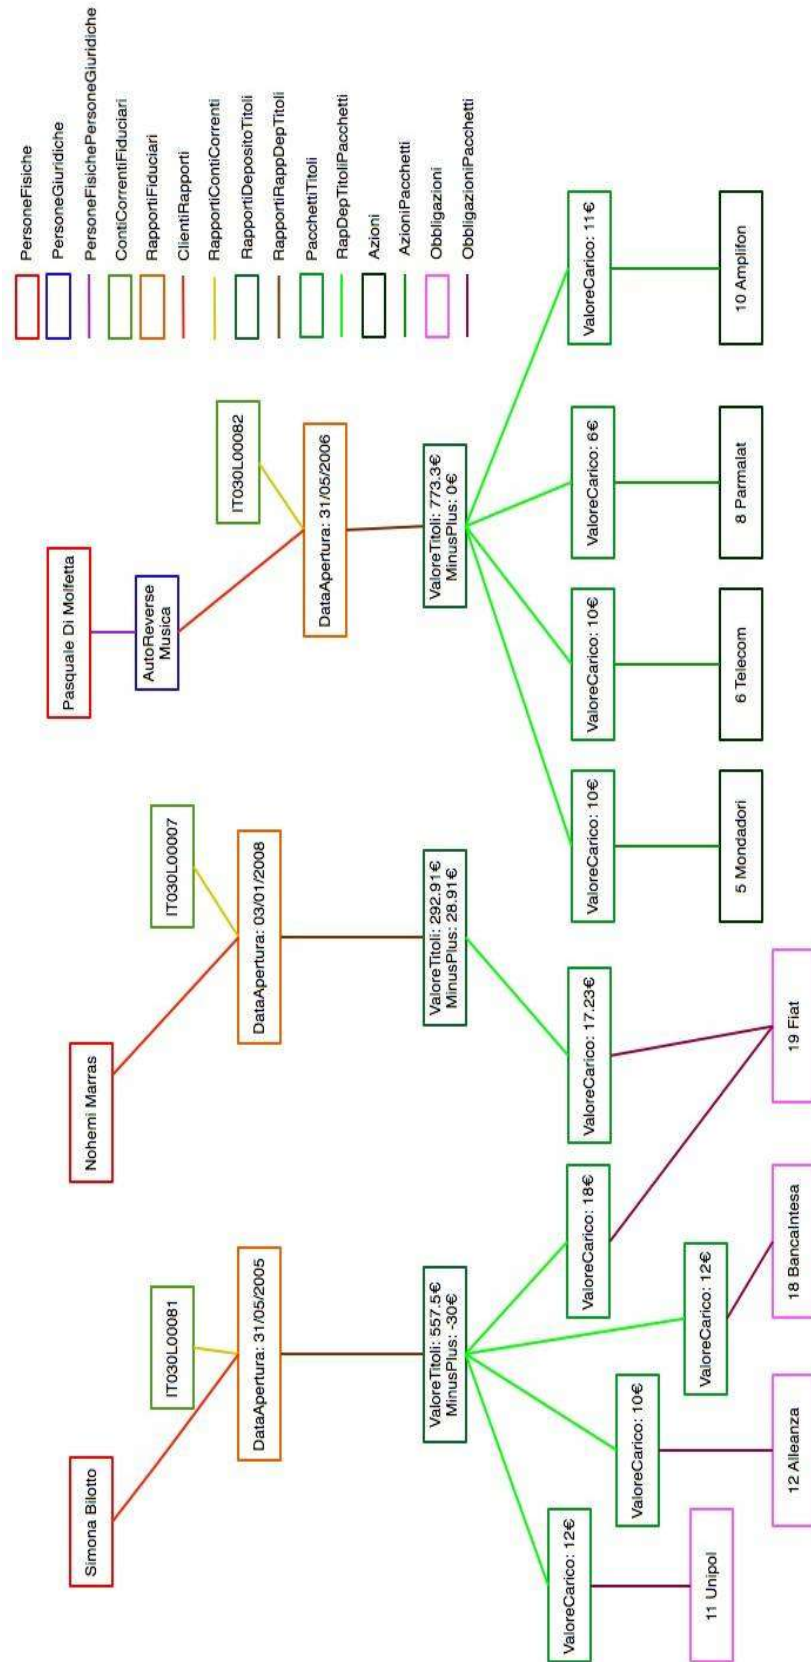 PersoneFisiche
PersoneGiuridiche
PersoneFisichePersoneGiuridiche
ContiCorrentiFiduciari
RapportiFiduciari
ClientiRapporti
RapportiContiCorrenti
RapportiDepositoTitoli
RapportiRappDepTitoli
PacchettiTitoli
RapDepTitoliPacchetti
Azioni
AzioniPacchetti
Obbligazioni
ObbligazioniPacchetti
Simona Bilotto
IT030L00081
DataApertura: 31/05/2005
ValoreTitoli: 557.5€
MinusPlus: -30€
ValoreCarico: 12€
ValoreCarico: 10€
ValoreCarico: 12€
ValoreCarico: 18€
11 Unipol
12 Alleanza
18 BancaIntesa
19 Fiat
Nohemi Marras
IT030L00007
DataApertura: 03/01/2008
ValoreTitoli: 292.91€
MinusPlus: 28.91€
ValoreCarico: 17.23€
Pasquale Di Molfetta
AutoReverse
Musica
IT030L00082
DataApertura: 31/05/2006
ValoreTitoli: 773.3€
MinusPlus: 0€
ValoreCarico: 10€
ValoreCarico: 10€
ValoreCarico: 6€
ValoreCarico: 11€
5 Mondadori
6 Telecom
8 Parmalat
10 Amplifon